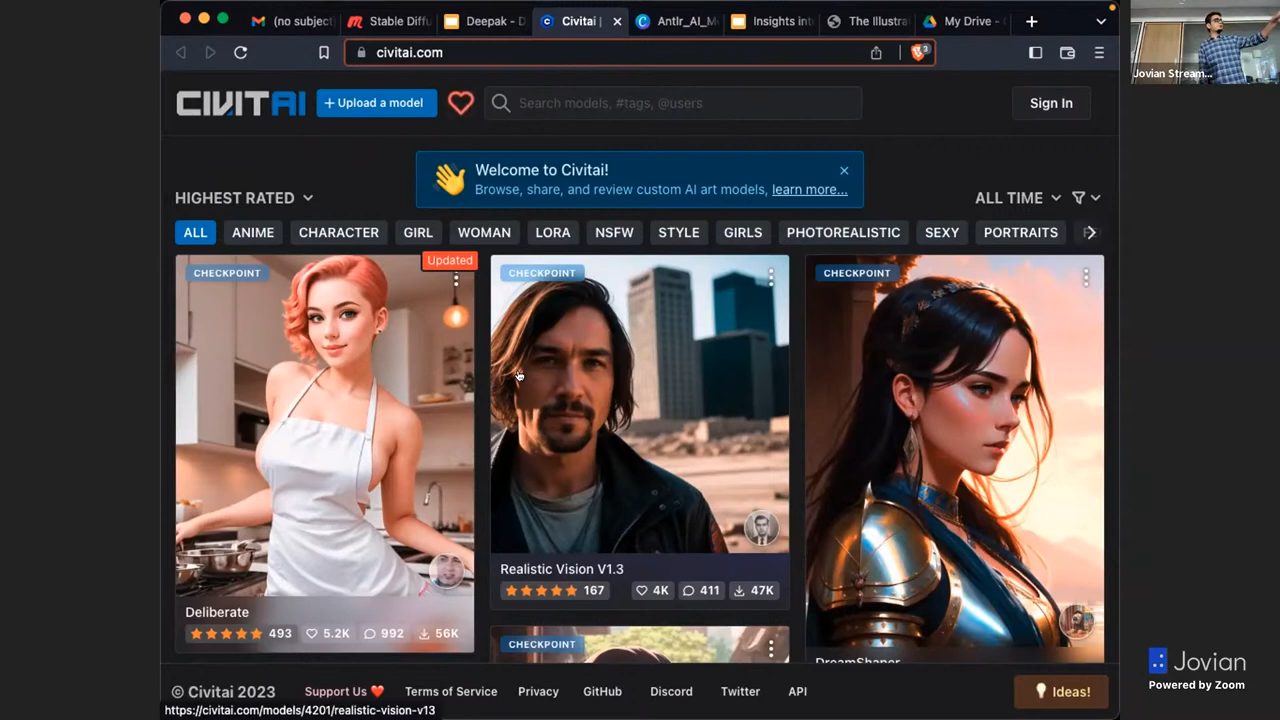 (no subject
Stable Diffu
Deepak - D
Civitai |
Antlr_AI_M
Insights int
The Illustra
My Drive -
civitai.com
3
Jovian Stream...
CIVITAI
+ Upload a model
Search models, #tags, @users
Sign In
Welcome to Civitai!
Browse, share, and review custom AI art models, learn more...
HIGHEST RATED
ALL TIME
ALL
ANIME
CHARACTER
GIRL
WOMAN
LORA
NSFW
STYLE
GIRLS
PHOTOREALISTIC
SEXY
PORTRAITS
Updated
CHECKPOINT
CHECKPOINT
CHECKPOINT
Realistic Vision V1.3
167
4K
411
47K
Deliberate
493
5.2K
992
56K
CHECKPOINT
DreamShaper
© Civitai 2023
Support Us
Terms of Service
Privacy
GitHub
Discord
Twitter
API
Ideas!
https://civitai.com/models/4201/realistic-vision-v13
Jovian
Powered by Zoom